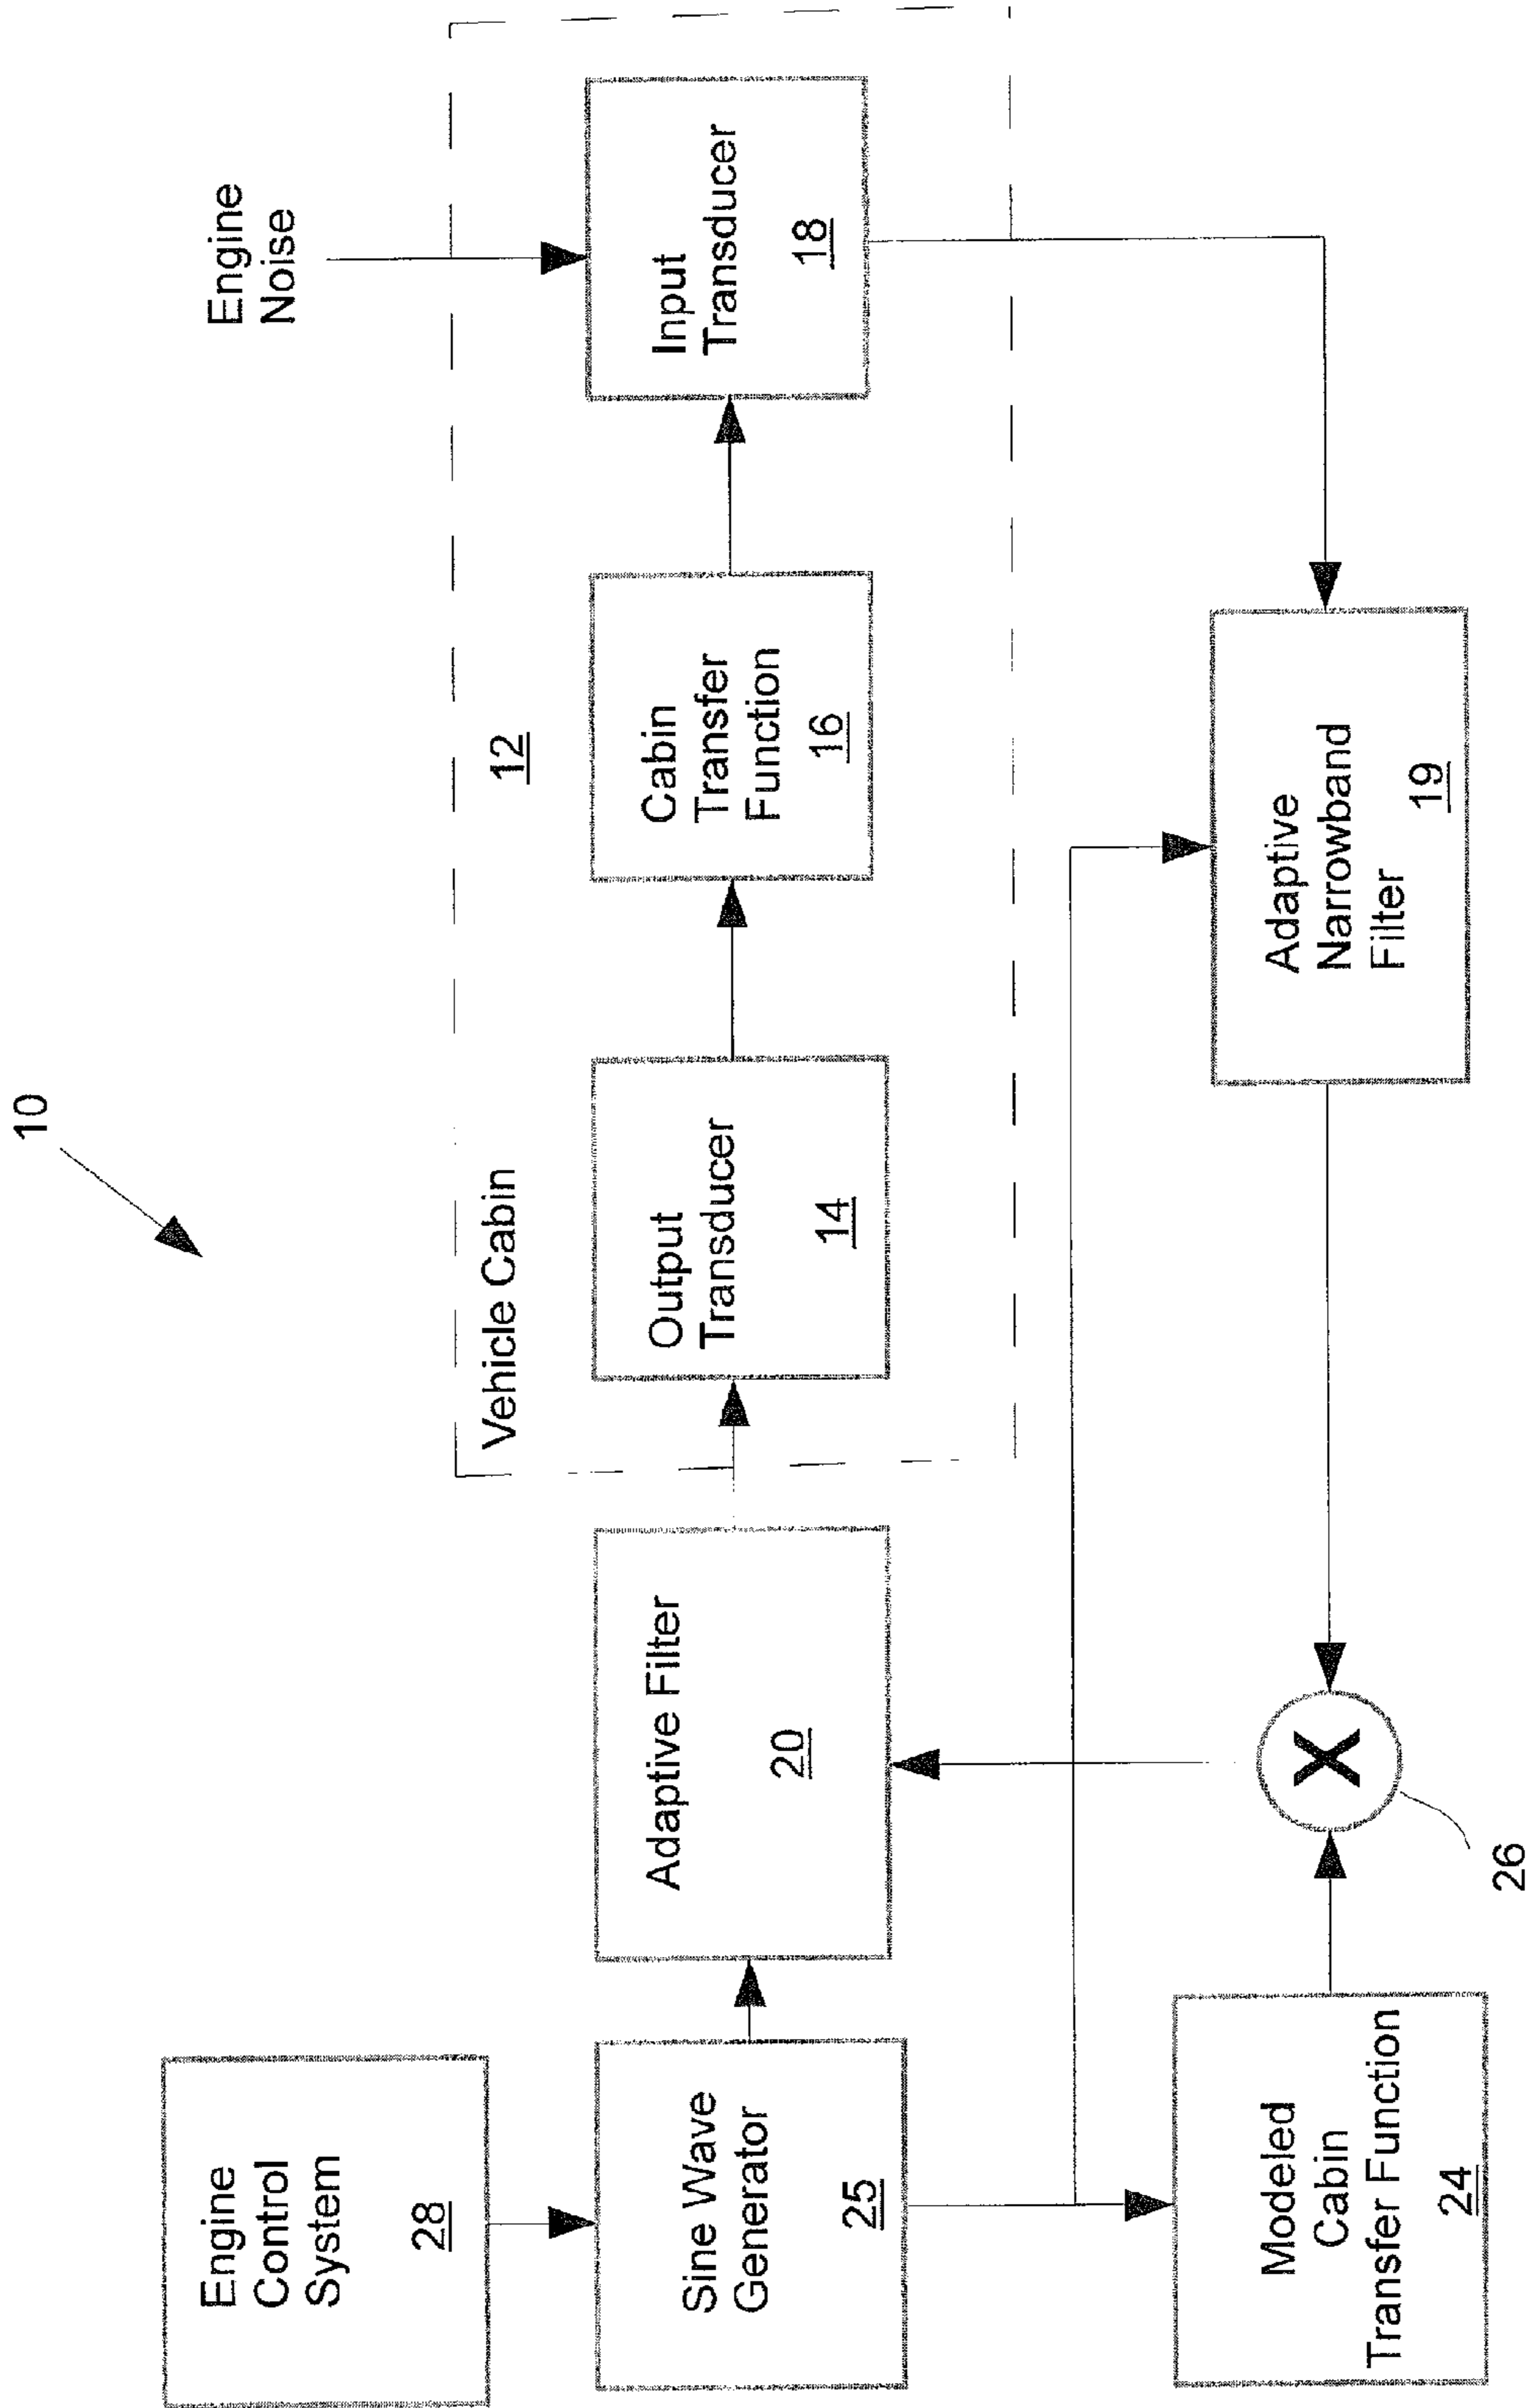 10
Engine
Noise
Vehicle Cabin
12
Engine
Control
System
28
Sine Wave
Generator
25
Adaptive Filter
20
Output
Transducer
14
Cabin
Transfer
Function
16
Input
Transducer
18
Modeled
Cabin
Transfer Function
24
X
26
Adaptive
Narrowband
Filter
19